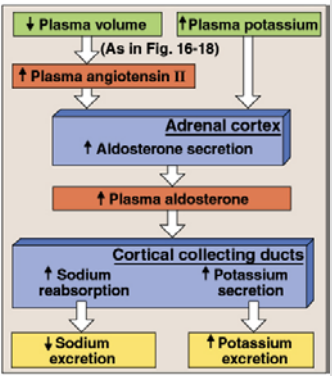 ↓ Plasma volume
↑ Plasma potassium
(As in Fig. 16-18)
↑ Plasma angiotensin II
Adrenal cortex
↑ Aldosterone secretion
↑ Plasma aldosterone
Cortical collecting ducts
↑ Sodium
reabsorption
↑ Potassium
secretion
↓ Sodium
excretion
↑ Potassium
excretion